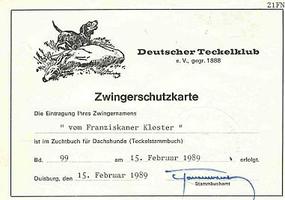 21FN
Deutscher Teckelklub
e. V., gegr. 1888
Zwingerschutzkarte
Die Eintragung Ihres Zwingernamens
" vom Franziskaner Kloster "
ist im Zuchtbuch für Dachshunde (Teckelstammbuch)
Bd. 99 am 15. Februar 1989 erfolgt.
Duisburg, den 15. Februar 1989
Stammbuchamt